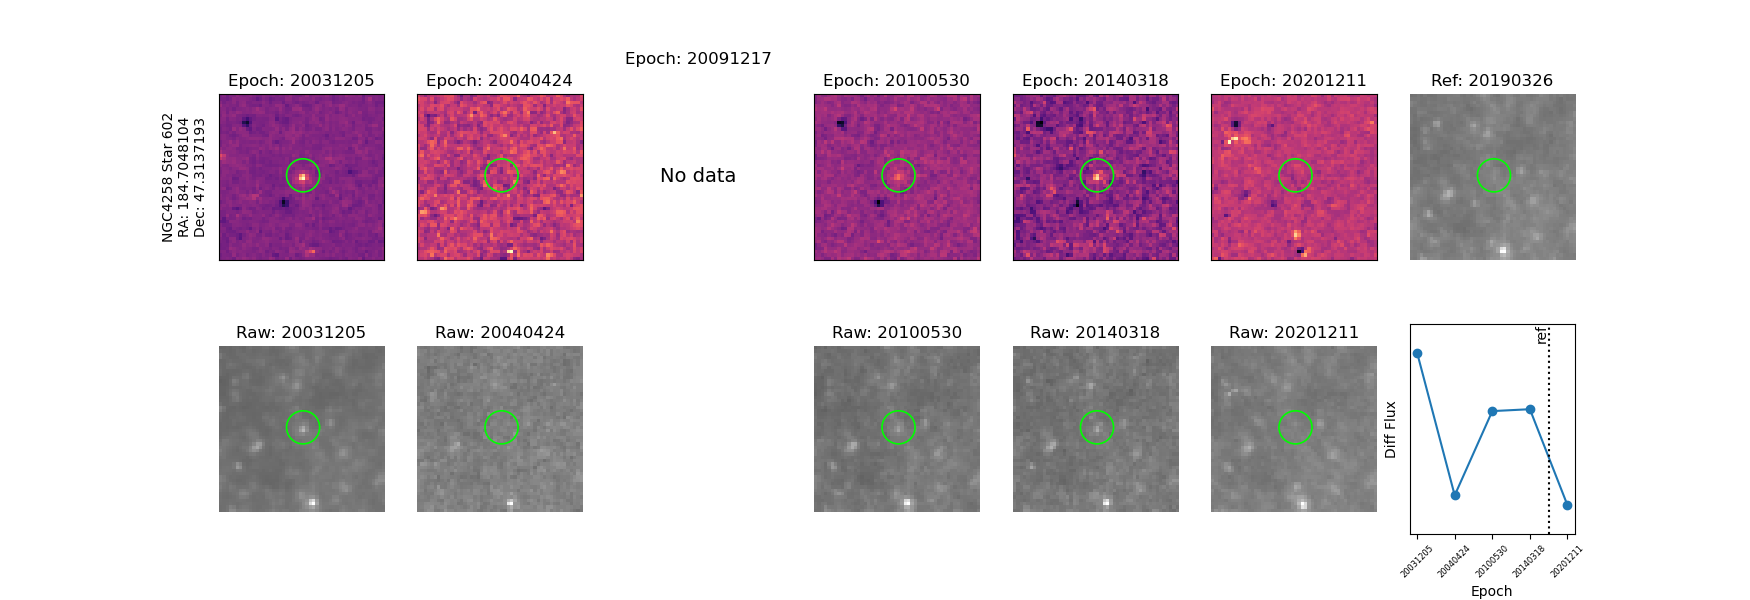 Epoch: 20091217
Epoch: 20031205
Epoch: 20040424
Epoch: 20100530
Epoch: 20140318
Epoch: 20201211
Ref: 20190326
NGC4258 Star 602
RA: 184.7048104
Dec: 47.3137193
No data
Raw: 20031205
Raw: 20040424
Raw: 20100530
Raw: 20140318
Raw: 20201211
ref
Diff Flux
20031205
20040424
20100530
20140318
20201211
Epoch